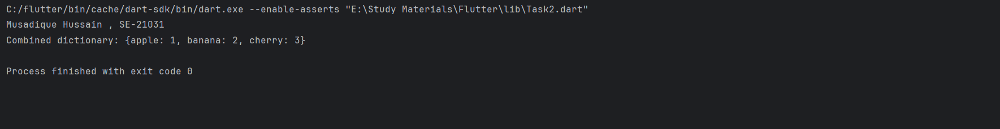 C:/flutter/bin/cache/dart-sdk/bin/dart.exe --enable-asserts "E:\Study Materials\Flutter\lib\Task2.dart"
Musadique Hussain , SE-21031
Combined dictionary: {apple: 1, banana: 2, cherry: 3}
Process finished with exit code 0